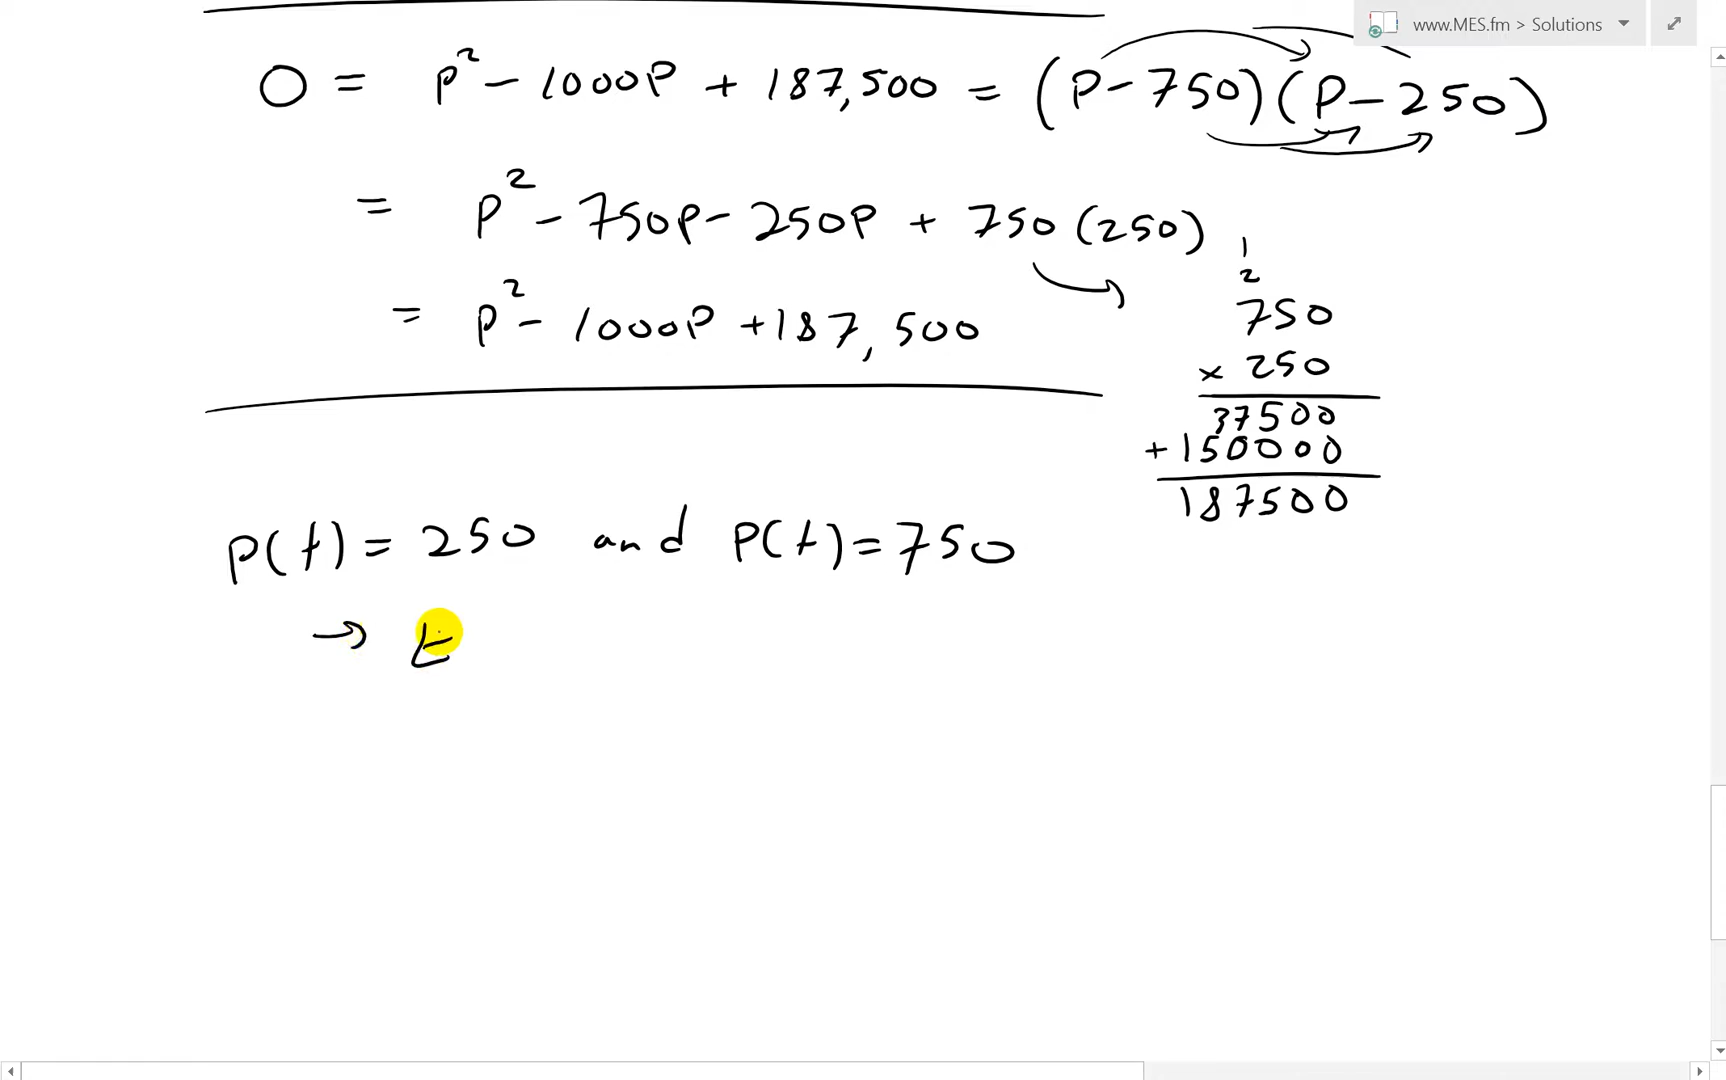 www.MES.fm > Solutions
0 = P² - 1000P + 187,500 = (P - 750)(P - 250)
= P² - 750P - 250P + 750(250)
= P² - 1000P + 187,500
1
2
750
x 250
37500
+150000
187500
P(t) = 250 and P(t) = 750
→ E